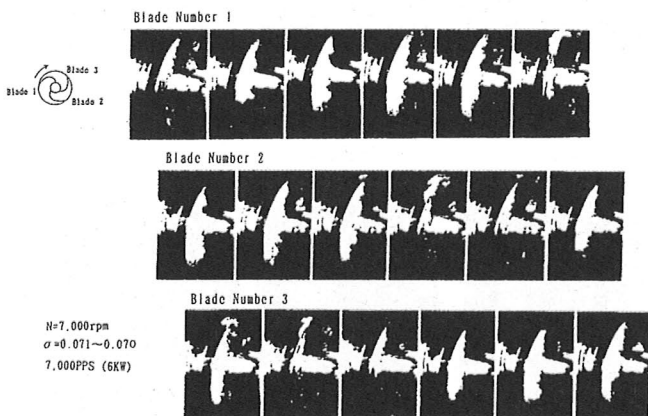 Blade Number 1
Blade 3
Blade 1
Blade 2
Blade Number 2
Blade Number 3
N=7,000rpm
σ=0.071~0.070
7,000PPS (6KW)